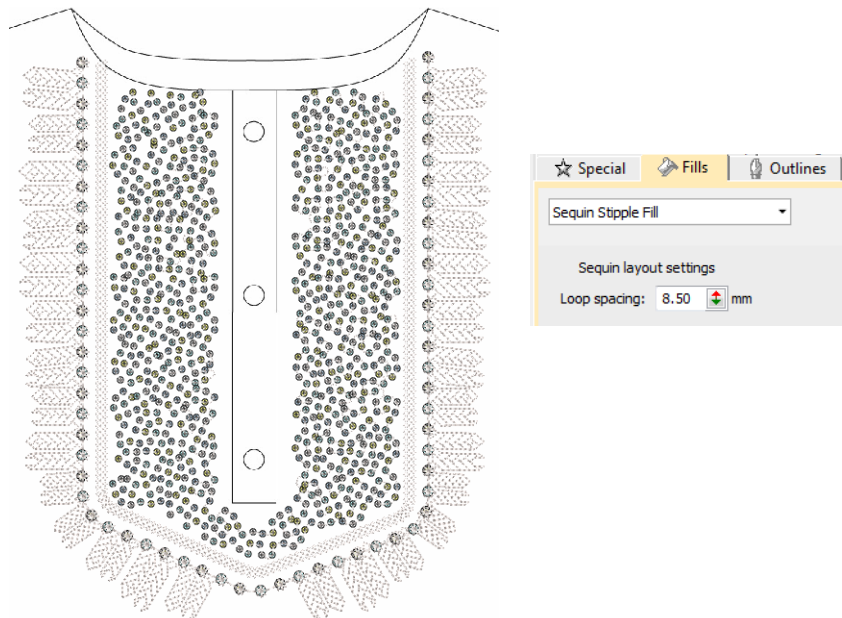 Special Fills Outlines
Sequin Stipple Fill
Sequin layout settings
Loop spacing: 8.50 mm